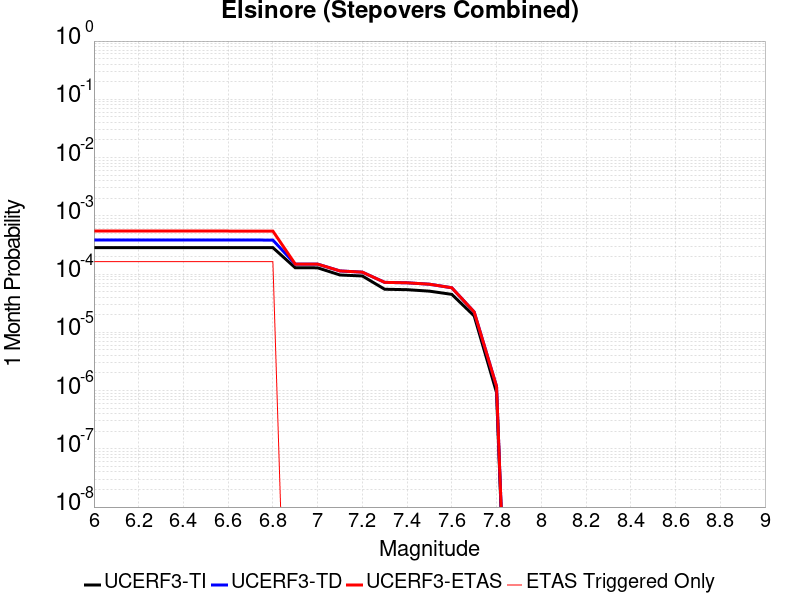 Elsinore (Stepovers Combined)
10^0
10^-1
10^-2
10^-3
10^-4
10^-5
10^-6
10^-7
10^-8
1 Month Probability
6 6.2 6.4 6.6 6.8 7 7.2 7.4 7.6 7.8 8 8.2 8.4 8.6 8.8 9
Magnitude
UCERF3-TI UCERF3-TD UCERF3-ETAS ETAS Triggered Only